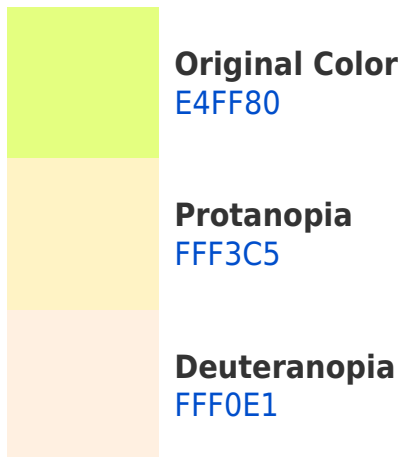 Original Color
E4FF80
Protanopia
FFF3C5
Deuteranopia
FFF0E1